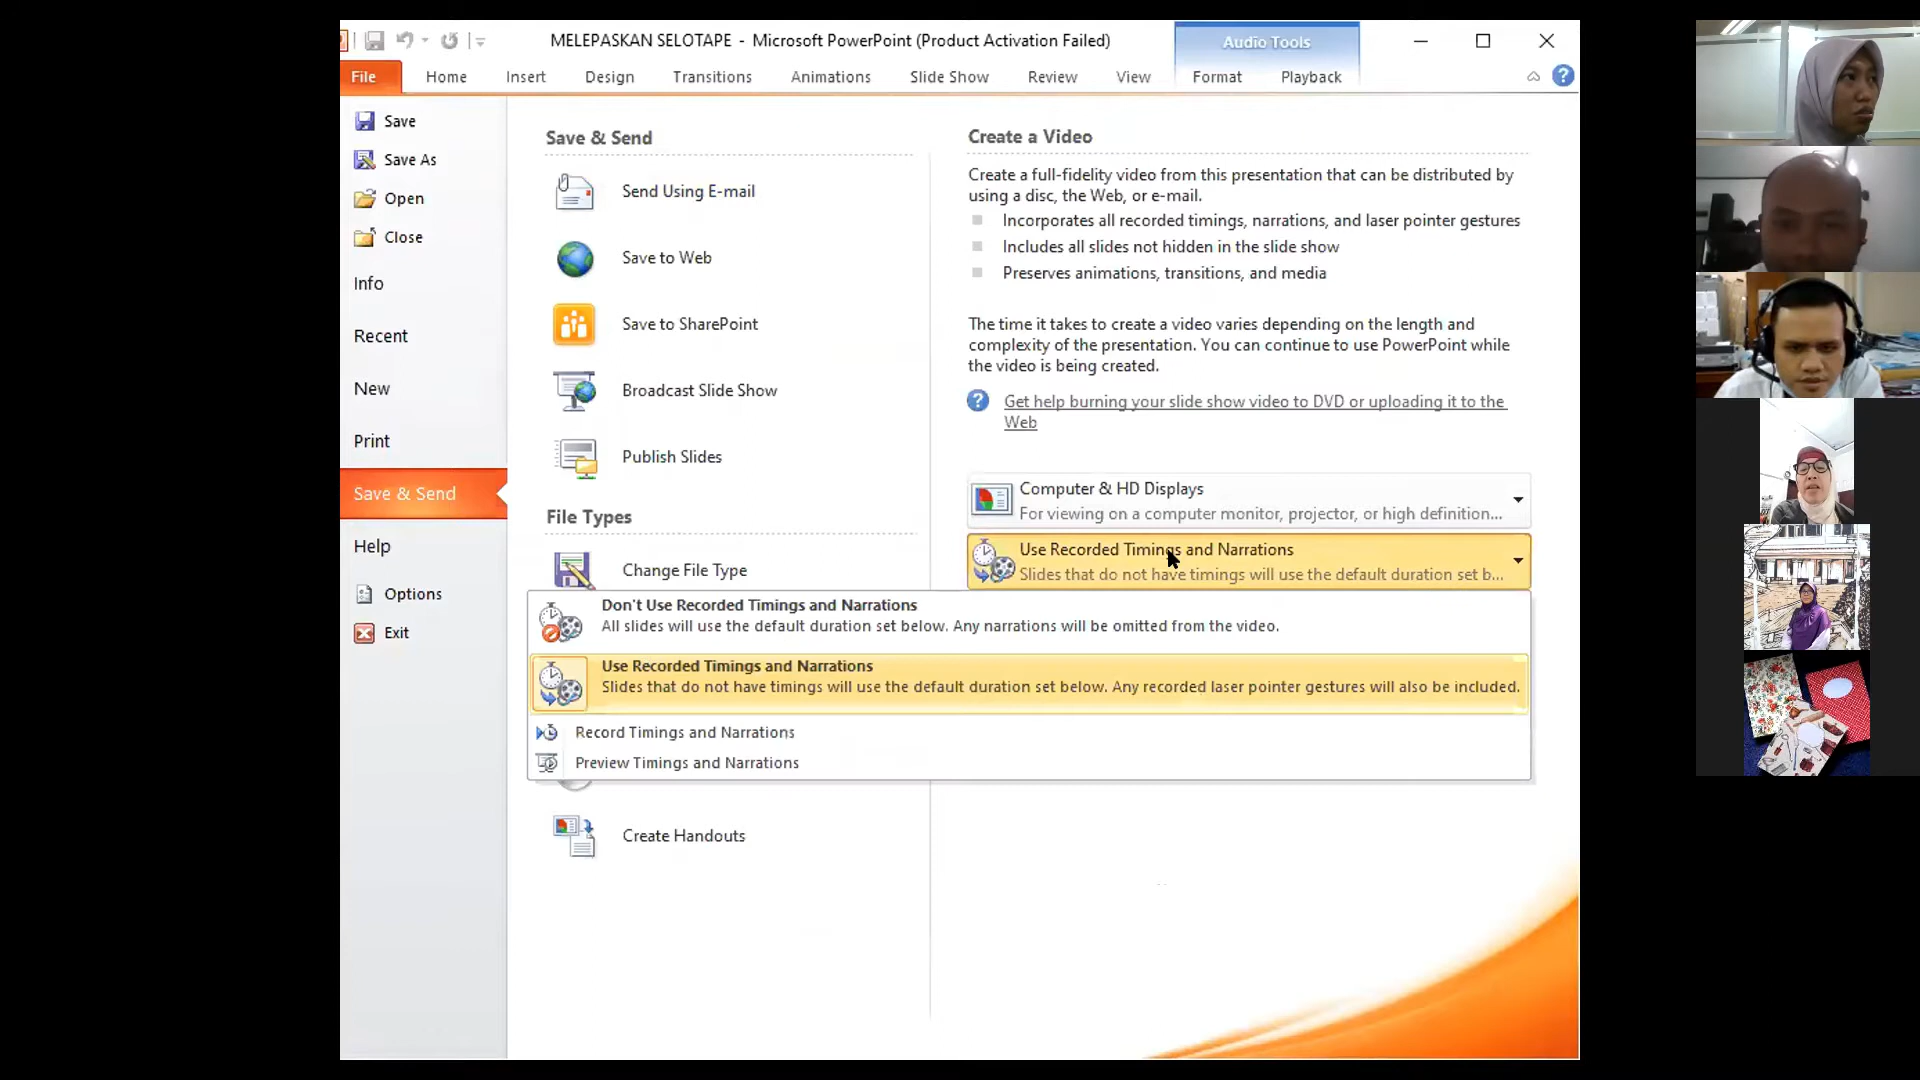 MELEPASKAN SELOTAPE - Microsoft PowerPoint (Product Activation Failed)
Audio Tools
File
Home
Insert
Design
Transitions
Animations
Slide Show
Review
View
Format
Playback
Save
Save As
Open
Close
Info
Recent
New
Print
Save & Send
Help
Options
Exit
Save & Send
Send Using E-mail
Save to Web
Save to SharePoint
Broadcast Slide Show
Publish Slides
File Types
Change File Type
Create Handouts
Create a Video
Create a full-fidelity video from this presentation that can be distributed by
using a disc, the Web, or e-mail.
Incorporates all recorded timings, narrations, and laser pointer gestures
Includes all slides not hidden in the slide show
Preserves animations, transitions, and media
The time it takes to create a video varies depending on the length and
complexity of the presentation. You can continue to use PowerPoint while
the video is being created.
Get help burning your slide show video to DVD or uploading it to the
Web
Computer & HD Displays
For viewing on a computer monitor, projector, or high definition...
Use Recorded Timings and Narrations
Slides that do not have timings will use the default duration set b...
Don't Use Recorded Timings and Narrations
All slides will use the default duration set below. Any narrations will be omitted from the video.
Use Recorded Timings and Narrations
Slides that do not have timings will use the default duration set below. Any recorded laser pointer gestures will also be included.
Record Timings and Narrations
Preview Timings and Narrations